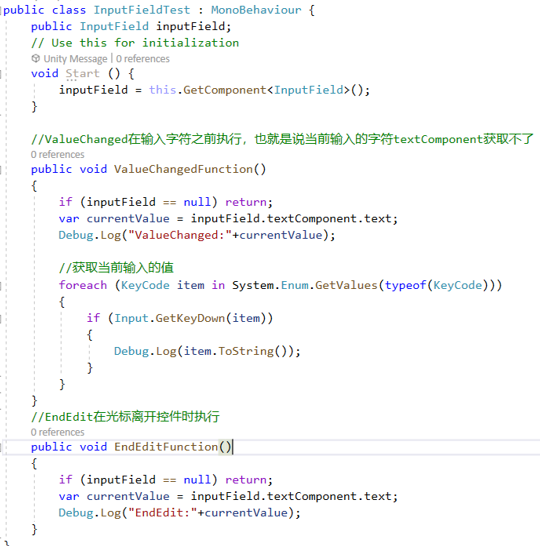 public class InputFieldTest : MonoBehaviour {
public InputField inputField;
// Use this for initialization
Unity Message | 0 references
void Start () {
inputField = this.GetComponent<InputField>();
}
//ValueChanged在输入字符之前执行，也就是说当前输入的字符textComponent获取不了
0 references
public void ValueChangedFunction()
{
if (inputField == null) return;
var currentValue = inputField.textComponent.text;
Debug.Log("ValueChanged:"+currentValue);
//获取当前输入的值
foreach (KeyCode item in System.Enum.GetValues(typeof(KeyCode)))
{
if (Input.GetKeyDown(item))
{
Debug.Log(item.ToString());
}
}
}
//EndEdit在光标离开控件时执行
0 references
public void EndEditFunction()
{
if (inputField == null) return;
var currentValue = inputField.textComponent.text;
Debug.Log("EndEdit:"+currentValue);
}
}